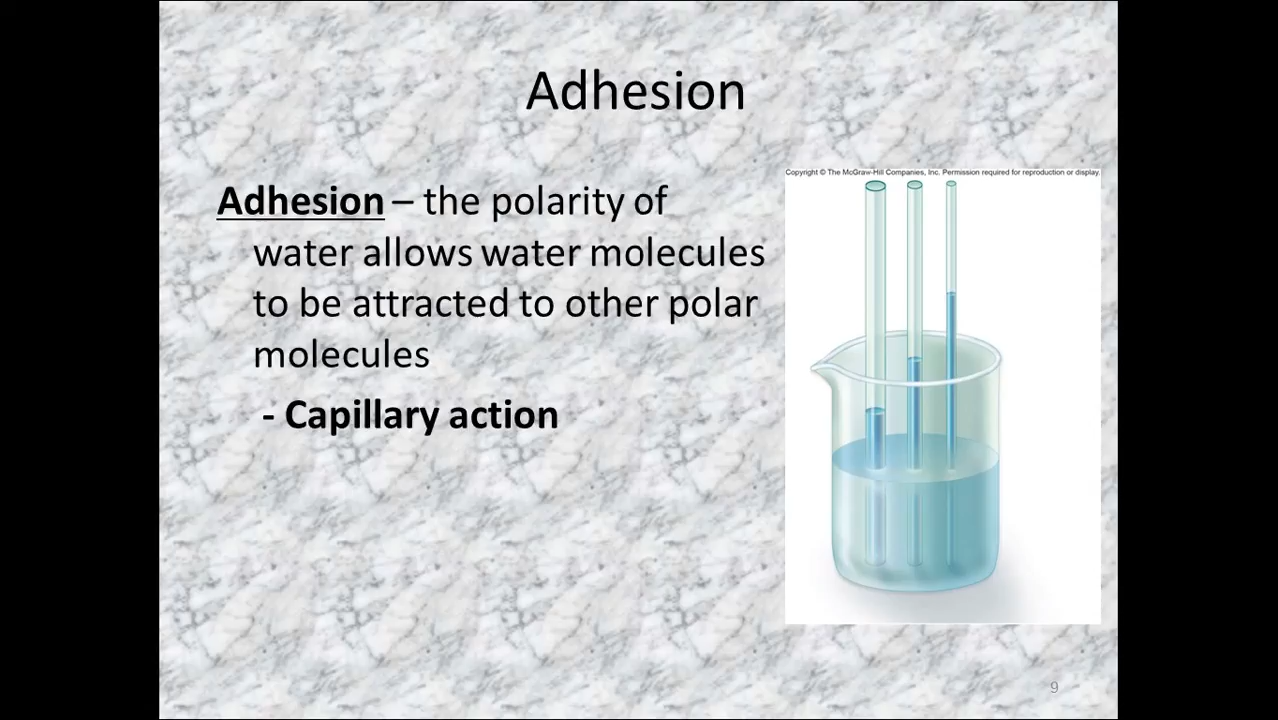 Adhesion
Adhesion – the polarity of
water allows water molecules
to be attracted to other polar
molecules
- Capillary action
Copyright © The McGraw-Hill Companies, Inc. Permission required for reproduction or display.
9